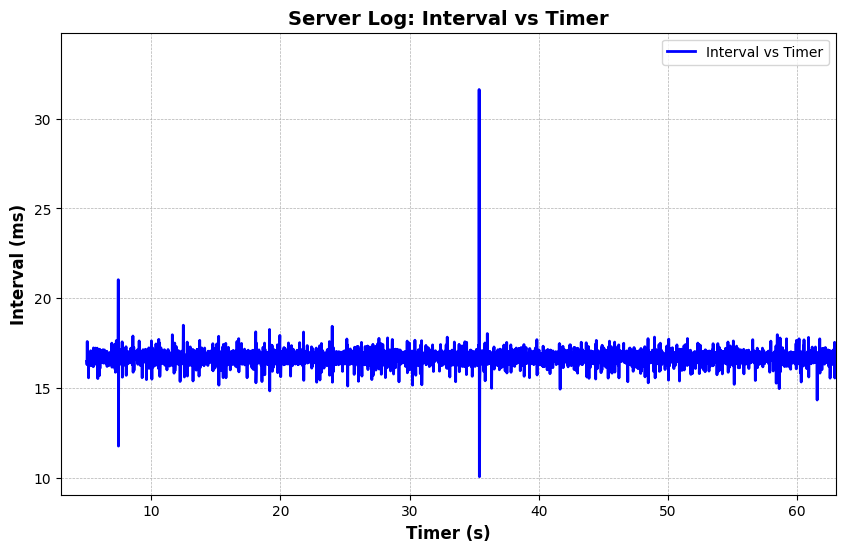 Server Log: Interval vs Timer
Interval vs Timer
Interval (ms)
30
25
20
15
10
10 20 30 40 50 60
Timer (s)